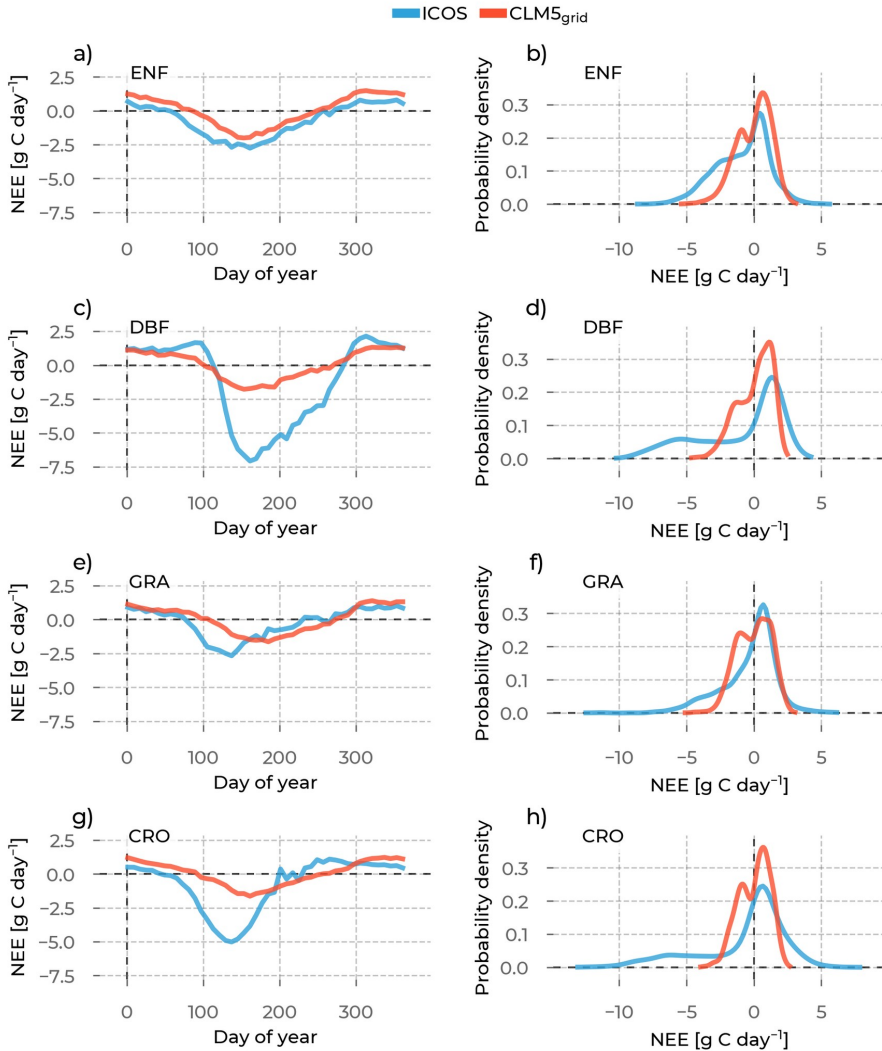 ICOS CLM5grid
a) ENF
NEE [g C day⁻¹]
2.5
0.0
−2.5
−5.0
−7.5
0 100 200 300
Day of year
b) ENF
Probability density
0.3
0.2
0.1
0.0
−10 −5 0 5
NEE [g C day⁻¹]
c) DBF
NEE [g C day⁻¹]
2.5
0.0
−2.5
−5.0
−7.5
0 100 200 300
Day of year
d) DBF
Probability density
0.3
0.2
0.1
0.0
−10 −5 0 5
NEE [g C day⁻¹]
e) GRA
NEE [g C day⁻¹]
2.5
0.0
−2.5
−5.0
−7.5
0 100 200 300
Day of year
f) GRA
Probability density
0.3
0.2
0.1
0.0
−10 −5 0 5
NEE [g C day⁻¹]
g) CRO
NEE [g C day⁻¹]
2.5
0.0
−2.5
−5.0
−7.5
0 100 200 300
Day of year
h) CRO
Probability density
0.3
0.2
0.1
0.0
−10 −5 0 5
NEE [g C day⁻¹]